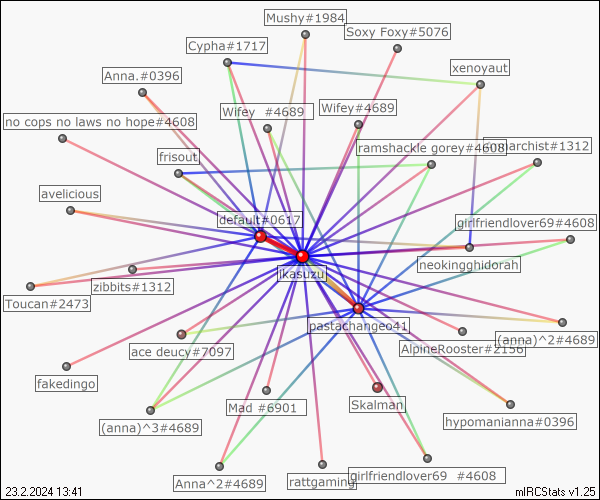 Mushy#1984
Soxy Foxy#5076
Cypha#1717
xenoyaut
Anna.#0396
Wifey #4689
Wifey#4689
no cops no laws no hope#4608
ramshackle gorey#4608
archist#1312
frisout
avelicious
default#0617
girlfriendlover69#4608
neokingghidorah
ikasuzu
zibbits#1312
Toucan#2473
pastachangeo41
(anna)^2#4689
AlpineRooster#2156
ace deucy#7097
fakedingo
Mad #6901
Skalman
hypomanianna#0396
(anna)^3#4689
Anna^2#4689
rattgaming
girlfriendlover69 #4608
23.2.2024 13:41
mIRCStats v1.25